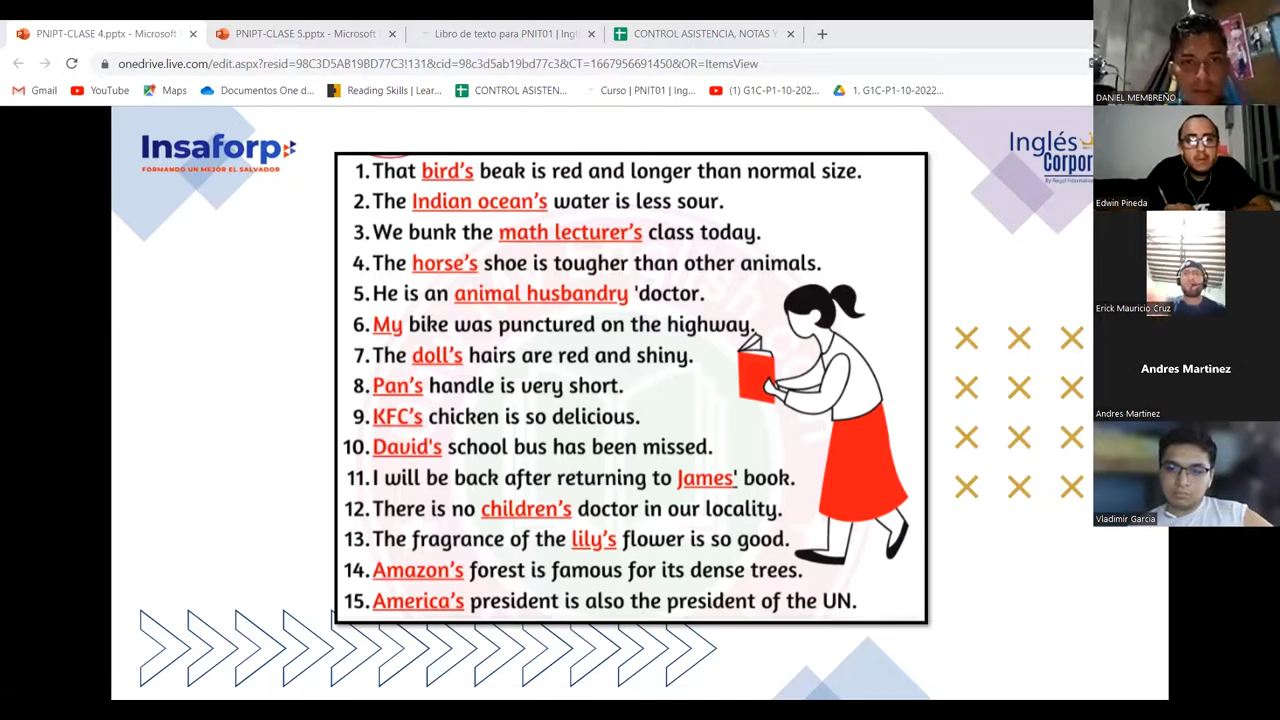 PNIPT-CLASE 4.pptx - Microsoft
PNIPT-CLASE 5.pptx - Microsoft
Libro de texto para PNIT01 | Ingl
CONTROL ASISTENCIA, NOTAS Y
onedrive.live.com/edit.aspx?resid=98C3D5AB19BD77C3!131&cid=98c3d5ab19bd77c3&CT=1667956691450&OR=ItemsView
Gmail
YouTube
Maps
Documentos One d...
Reading Skills | Lear...
CONTROL ASISTEN...
Curso | PNIT01 | Ing...
(1) G1C-P1-10-202...
1. G1C-P1-10-2022...
Insaforp
FORMANDO UN MEJOR EL SALVADOR
Inglés
Corpor
1. That bird's beak is red and longer than normal size.
2. The Indian ocean's water is less sour.
3. We bunk the math lecturer's class today.
4. The horse's shoe is tougher than other animals.
5. He is an animal husbandry 'doctor.
6. My bike was punctured on the highway.
7. The doll's hairs are red and shiny.
8. Pan's handle is very short.
9. KFC's chicken is so delicious.
10. David's school bus has been missed.
11. I will be back after returning to James' book.
12. There is no children's doctor in our locality.
13. The fragrance of the lily's flower is so good.
14. Amazon's forest is famous for its dense trees.
15. America's president is also the president of the UN.
DANIEL MEMBREÑO
Edwin Pineda
Erick Mauricio Cruz
Andres Martinez
Andres Martinez
Vladimir Garcia